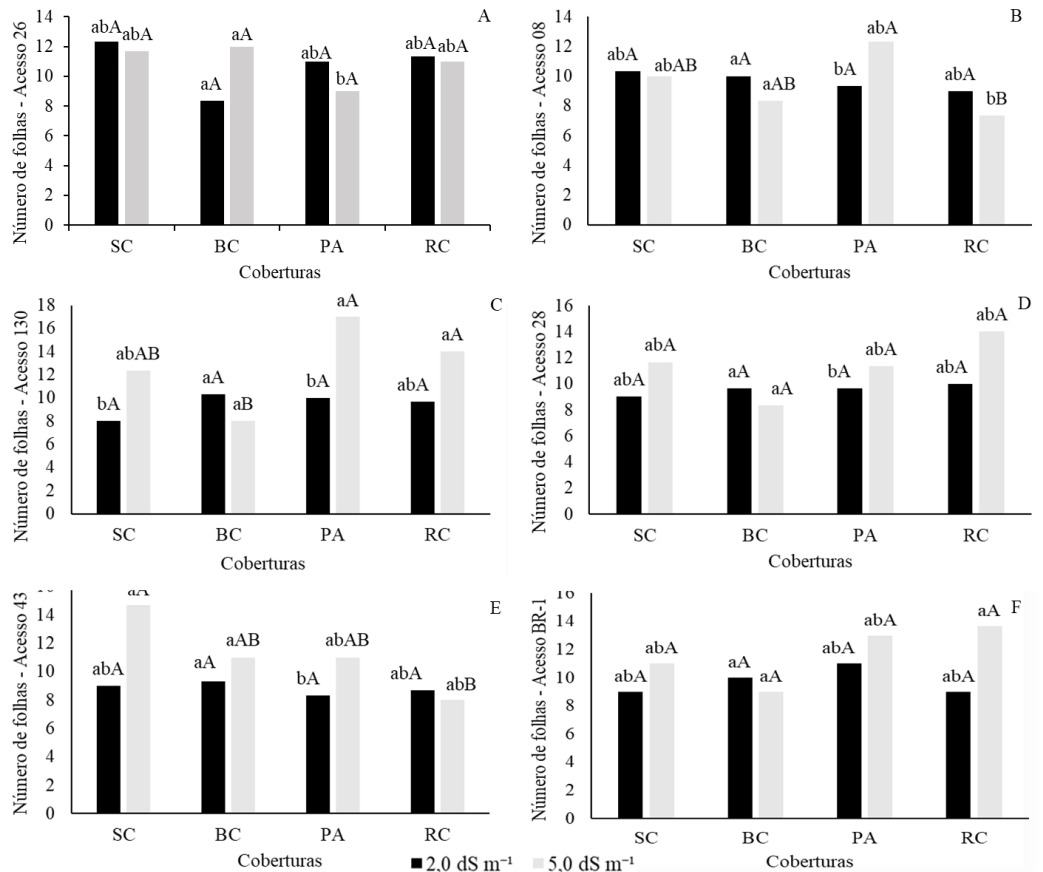 A
Número de folhas - Acesso 26
14
12
10
8
6
4
2
0
abA abA
aA aA
abA bA
abA abA
SC BC PA RC
Coberturas
B
Número de folhas - Acesso 08
14
12
10
8
6
4
2
0
abA abAB
aA aAB
bA abA
abA bB
SC BC PA RC
Coberturas
C
Número de folhas - Acesso 130
18
16
14
12
10
8
6
4
2
0
bA abAB
aA aB
bA aA
abA aA
SC BC PA RC
Coberturas
D
Número de folhas - Acesso 28
16
14
12
10
8
6
4
2
0
abA abA
aA aA
bA abA
abA abA
SC BC PA RC
Coberturas
E
Número de folhas - Acesso 43
16
14
12
10
8
6
4
2
0
abA aA
aA aAB
bA abAB
abA abB
SC BC PA RC
Coberturas
F
Número de folhas - Acesso BR-1
16
14
12
10
8
6
4
2
0
abA abA
aA aA
abA abA
abA aA
SC BC PA RC
Coberturas
2,0 dS m⁻¹ 5,0 dS m⁻¹